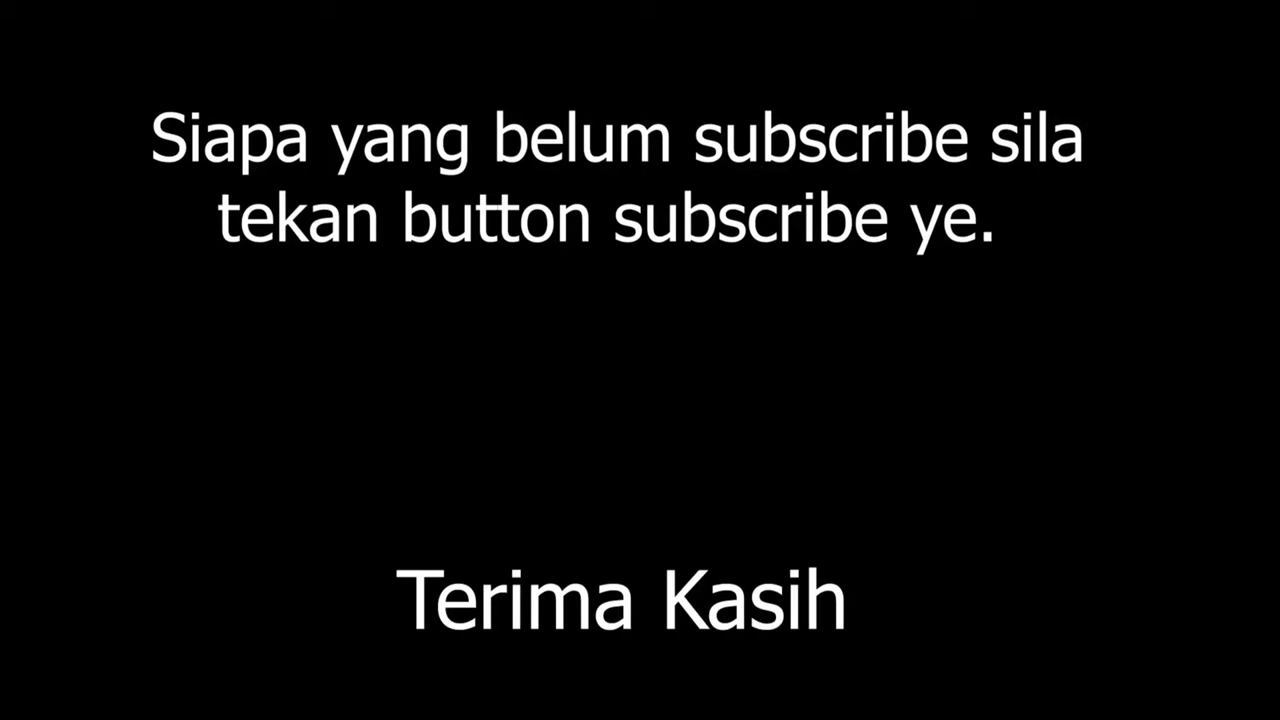 Siapa yang belum subscribe sila
tekan button subscribe ye.
Terima Kasih